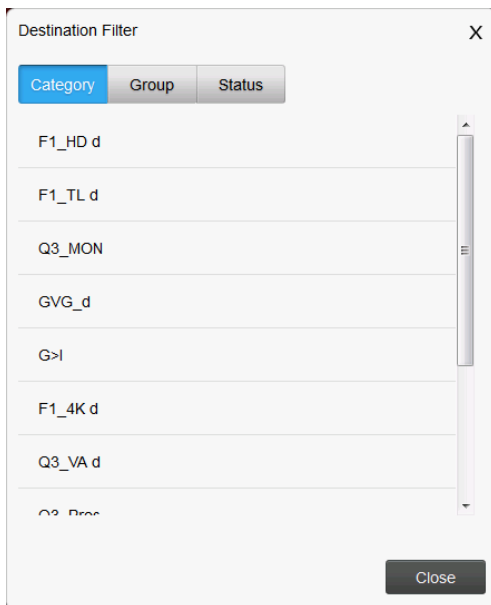 Destination Filter X
Category Group Status
F1_HD d
F1_TL d
Q3_MON
GVG_d
G>I
F1_4K d
Q3_VA d
Close